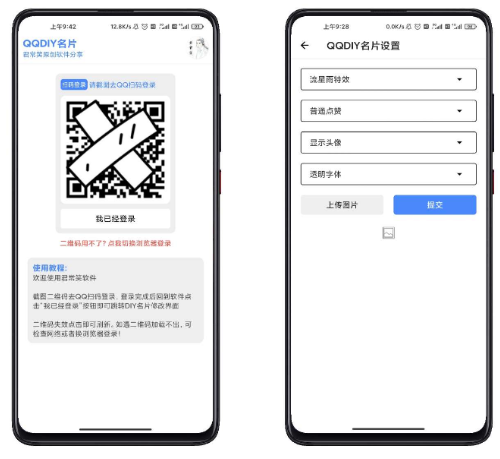 上午9:42
12.8K/s
QQDIY名片
君常笑原创软件分享
扫码登录 请截图去QQ扫码登录
我已经登录
二维码用不了?点我切换浏览器登录
使用教程:
欢迎使用君常笑软件
截图二维码去QQ扫码登录,登录完成后回到软件点
击“我已经登录”按钮即可跳转DIY名片修改界面
二维码失效点击即可刷新,如遇二维码加载不出,可
检查网络或者换浏览器登录!
上午9:28
0.0K/s
QQDIY名片设置
流星雨特效
普通点赞
显示头像
透明字体
上传图片
提交